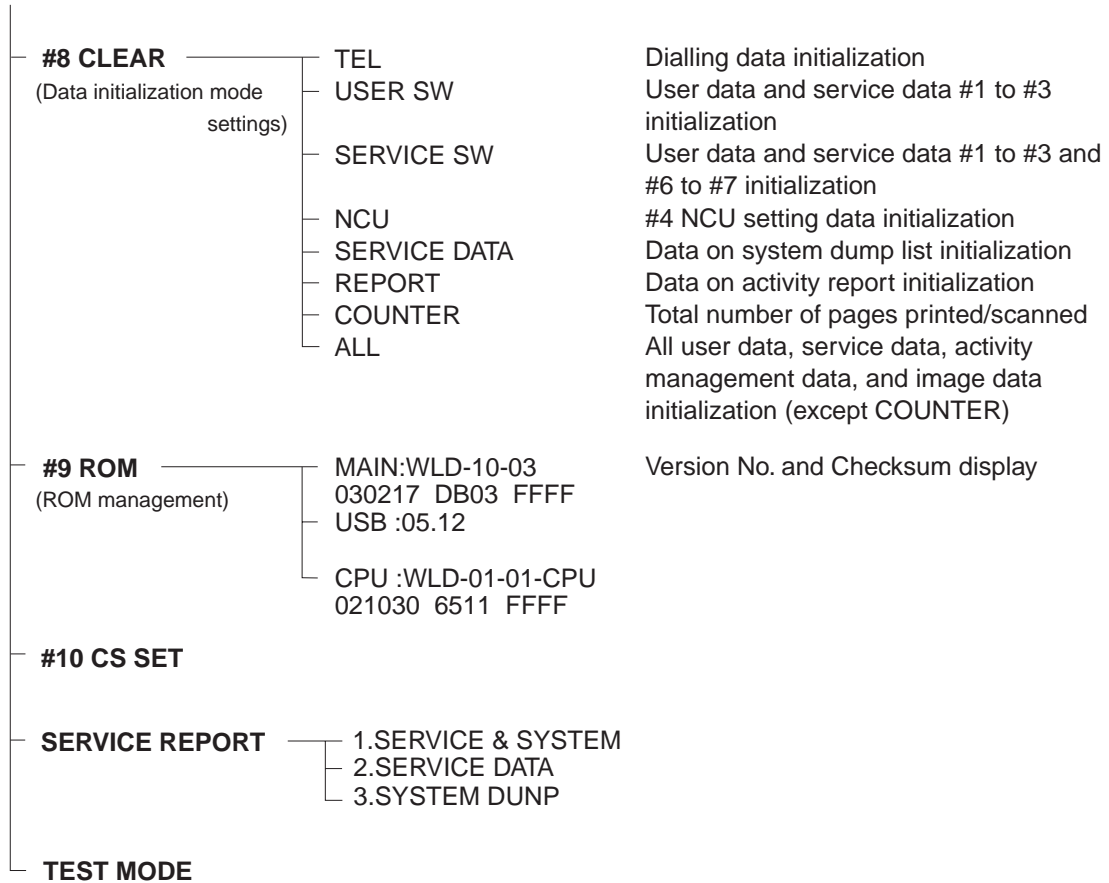 #8 CLEAR TEL Dialling data initialization
(Data initialization mode USER SW User data and service data #1 to #3
settings) initialization
SERVICE SW User data and service data #1 to #3 and
#6 to #7 initialization
NCU #4 NCU setting data initialization
SERVICE DATA Data on system dump list initialization
REPORT Data on activity report initialization
COUNTER Total number of pages printed/scanned
ALL All user data, service data, activity
management data, and image data
initialization (except COUNTER)
#9 ROM MAIN:WLD-10-03 Version No. and Checksum display
(ROM management) 030217 DB03 FFFF
USB :05.12
CPU :WLD-01-01-CPU
021030 6511 FFFF
#10 CS SET
SERVICE REPORT 1.SERVICE & SYSTEM
2.SERVICE DATA
3.SYSTEM DUNP
TEST MODE